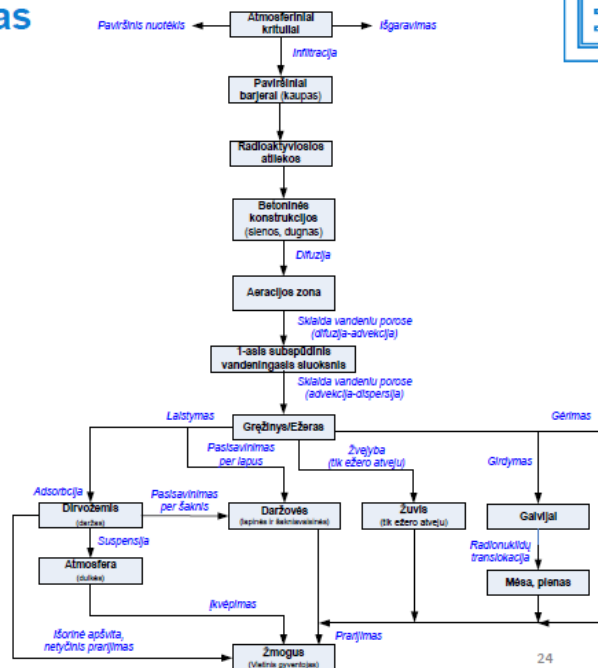 as
Atmosferiniai
krituliai
Paviršinis nuotėkis
Išgaravimas
Infiltracija
Paviršiniai
barjerai (kaupas)
Radioaktyviosios
atliekos
Betoninės
konstrukcijos
(sienos, dugnas)
Difuzija
Aeracijos zona
Sklaida vandeniu porose
(difuzija-advekcija)
1-asis subspūdinis
vandeningasis sluoksnis
Sklaida vandeniu porose
(advekcija-dispersija)
Laistymas
Gręžinys/Ežeras
Gėrimas
Pasisavinimas
per lapus
Žvejyba
(tik ežero atveju)
Girdymas
Adsorbcija
Pasisavinimas
per šaknis
Dirvožemis
(daržas)
Daržovės
(lapinės ir šakniavaisinės)
Žuvis
(tik ežero atveju)
Galvijai
Suspensija
Radionuklidų
translokacija
Atmosfera
(dulkės)
Mėsa, pienas
Įkvėpimas
Išorinė apšvita,
netyčinis prarijimas
Prarijimas
Žmogus
(Vietinis gyventojas)
24